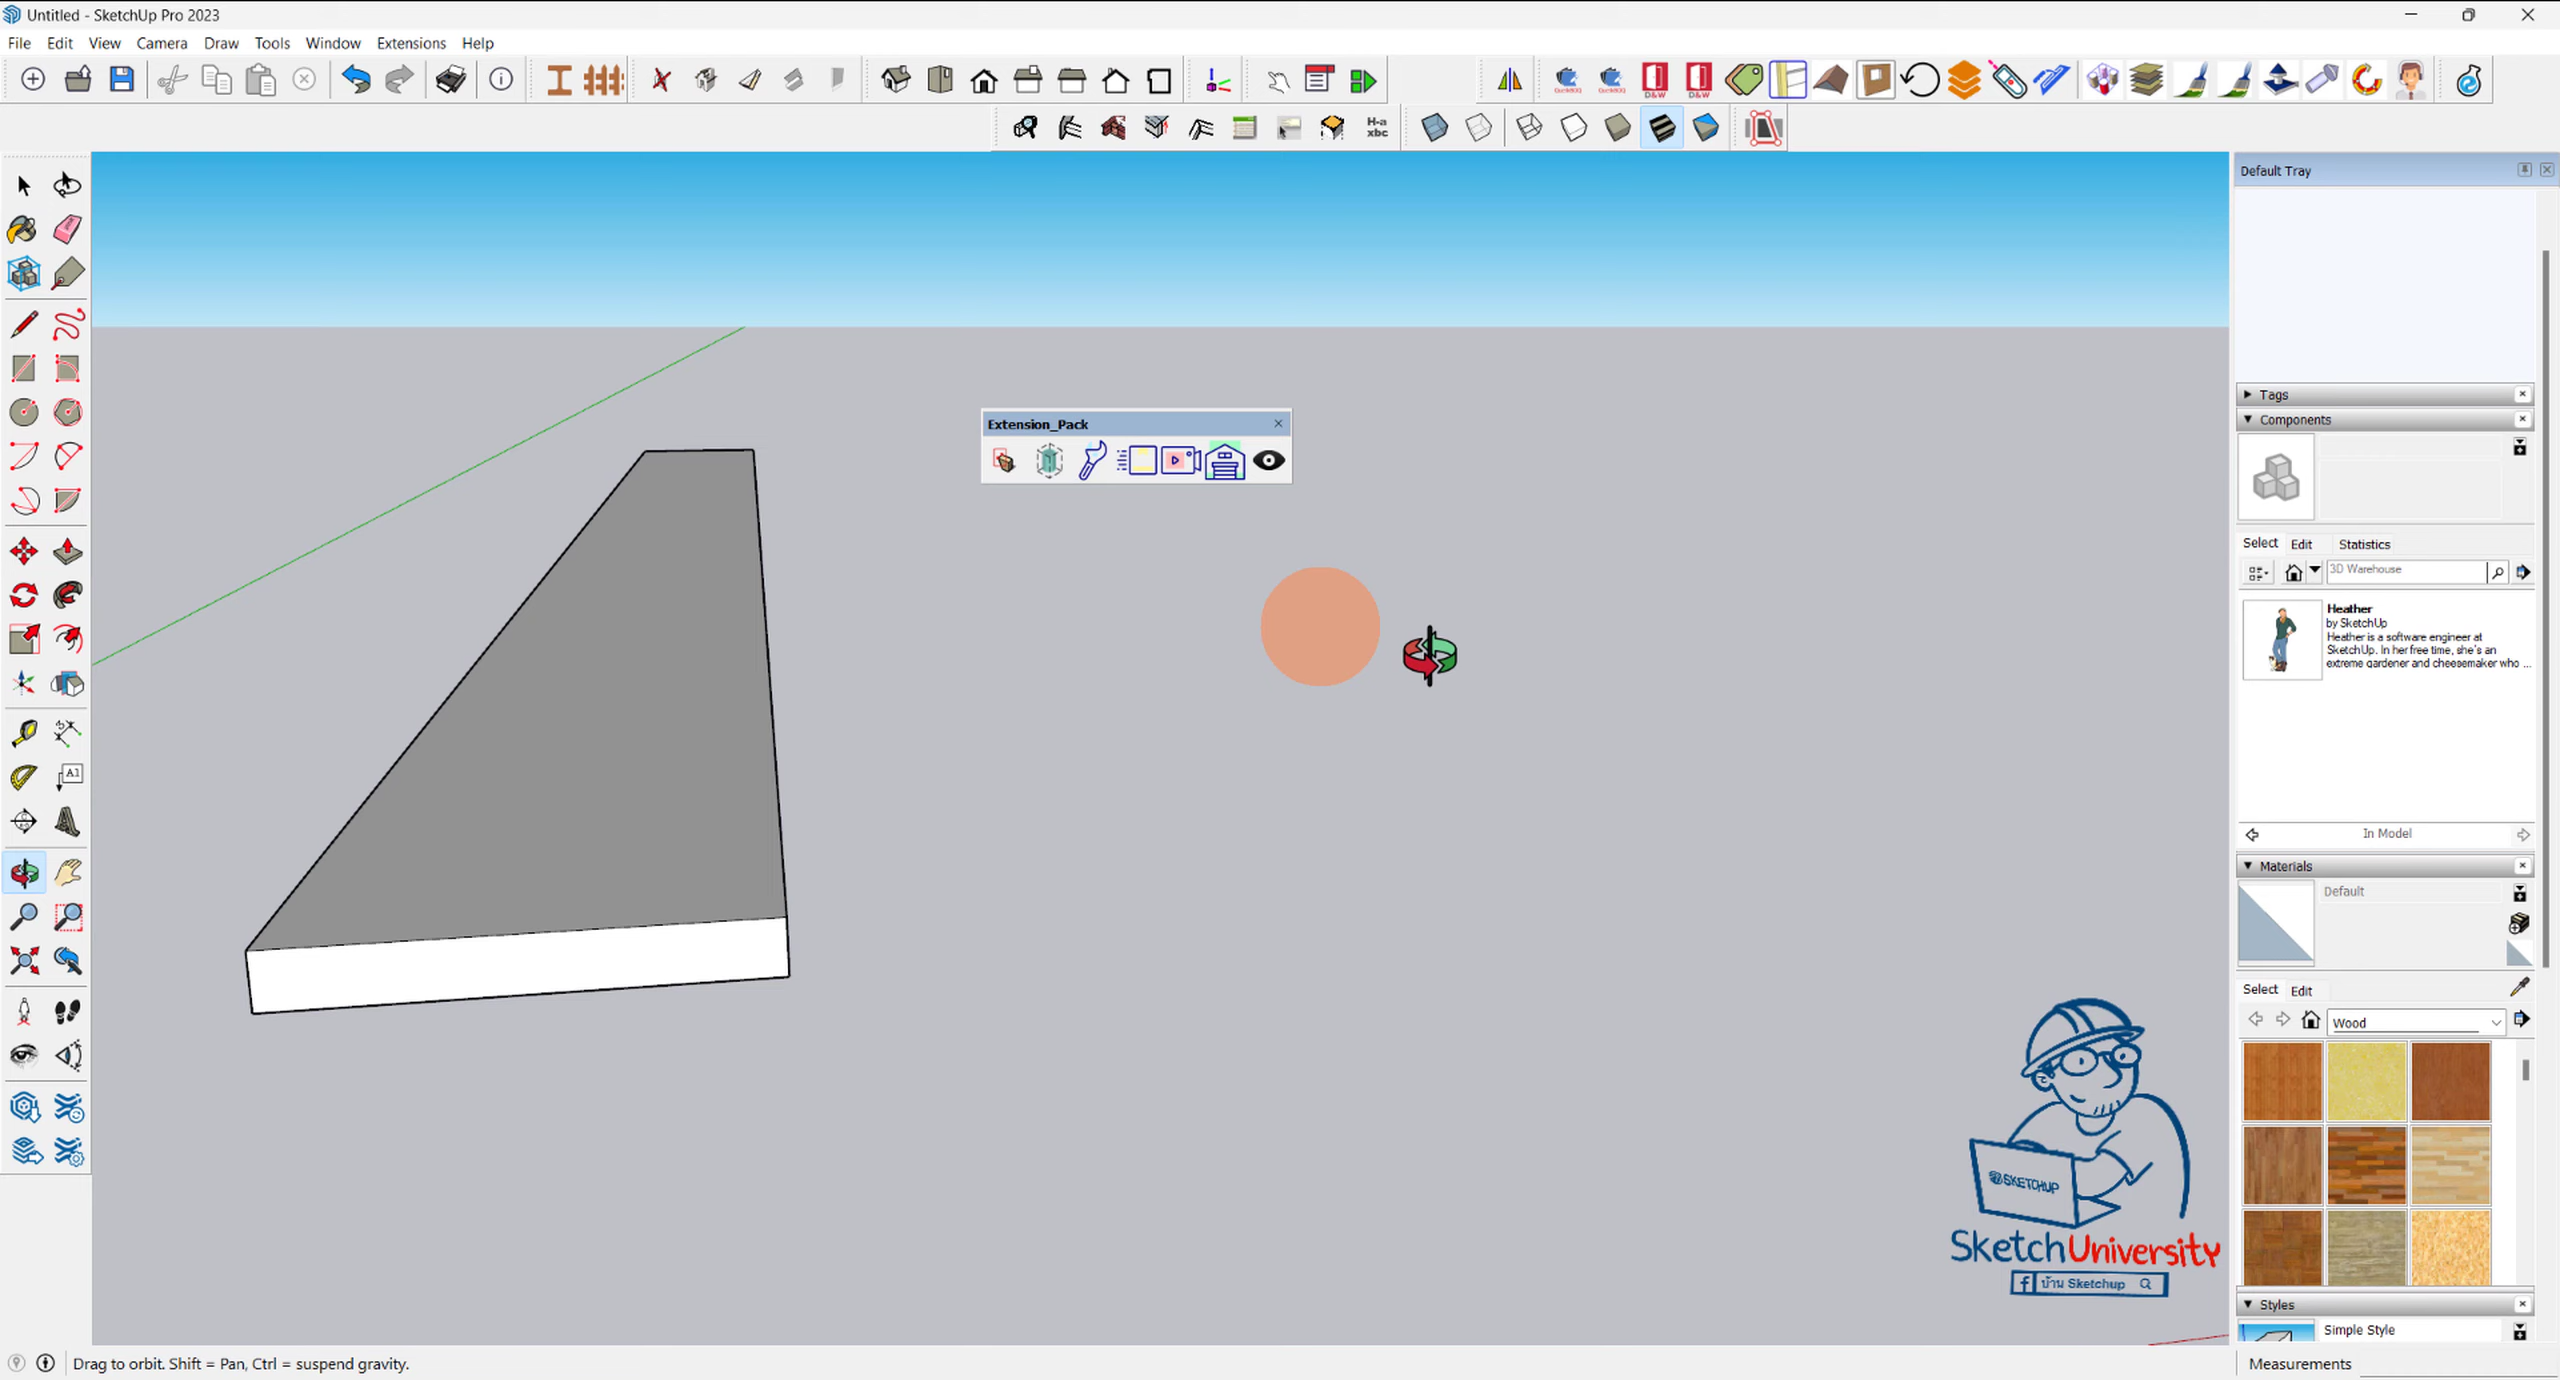 Untitled - SketchUp Pro 2023
File Edit View Camera Draw Tools Window Extensions Help
D&W D&W
H-a
xbc
Default Tray
Extension_Pack
Tags
Components
Select Edit Statistics
3D Warehouse
Heather
by SketchUp
Heather is a software engineer at
SketchUp. In her free time, she's an
extreme gardener and cheesemaker who ...
A1
In Model
Materials
Default
Select Edit
Wood
SKETCHUP
SketchUniversity
f บ้าน Sketchup
Styles
Simple Style
Drag to orbit. Shift = Pan, Ctrl = suspend gravity.
Measurements